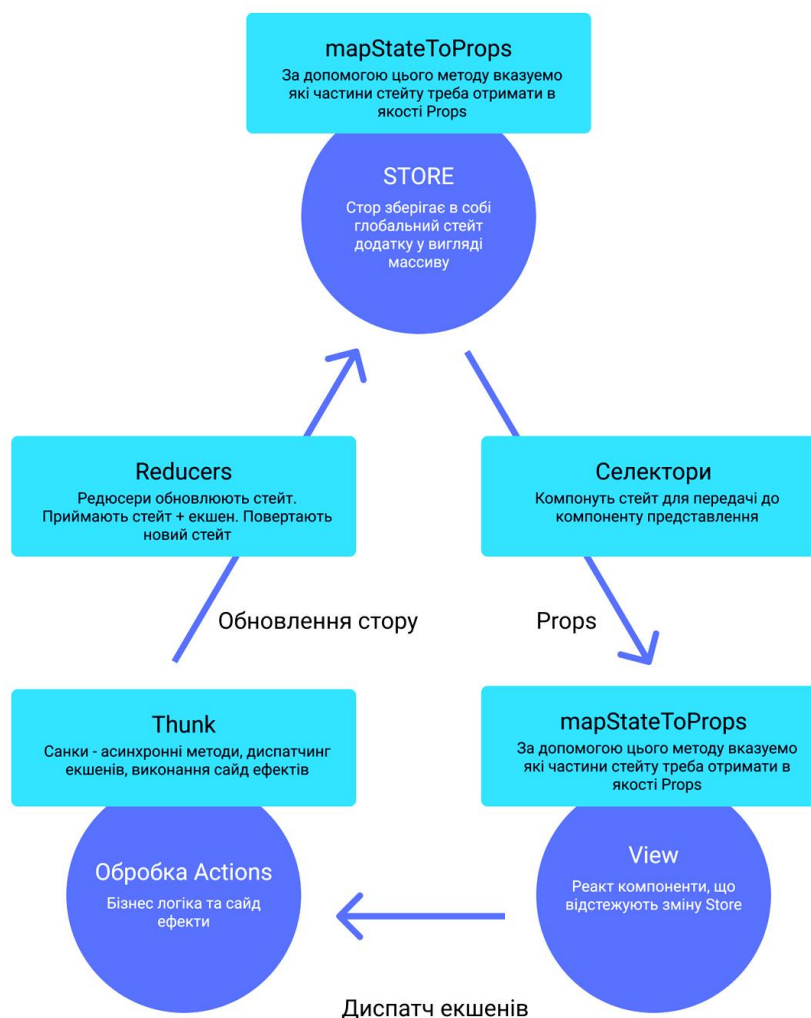 mapStateToProps
За допомогою цього методу вказуємо
які частини стейту треба отримати в
якості Props
STORE
Стор зберігає в собі
глобальний стейт
додатку у вигляді
массиву
Reducers
Редюсери обновлюють стейт.
Приймають стейт + екшен. Повертають
новий стейт
Селектори
Компонуть стейт для передачі до
компоненту представлення
Обновлення стору
Props
Thunk
Санки - асинхронні методи, диспатчинг
екшенів, виконання сайд ефектів
mapStateToProps
За допомогою цього методу вказуємо
які частини стейту треба отримати в
якості Props
Обробка Actions
Бізнес логіка та сайд
ефекти
View
Реакт компоненти, що
відстежують зміну Store
Диспатч екшенів